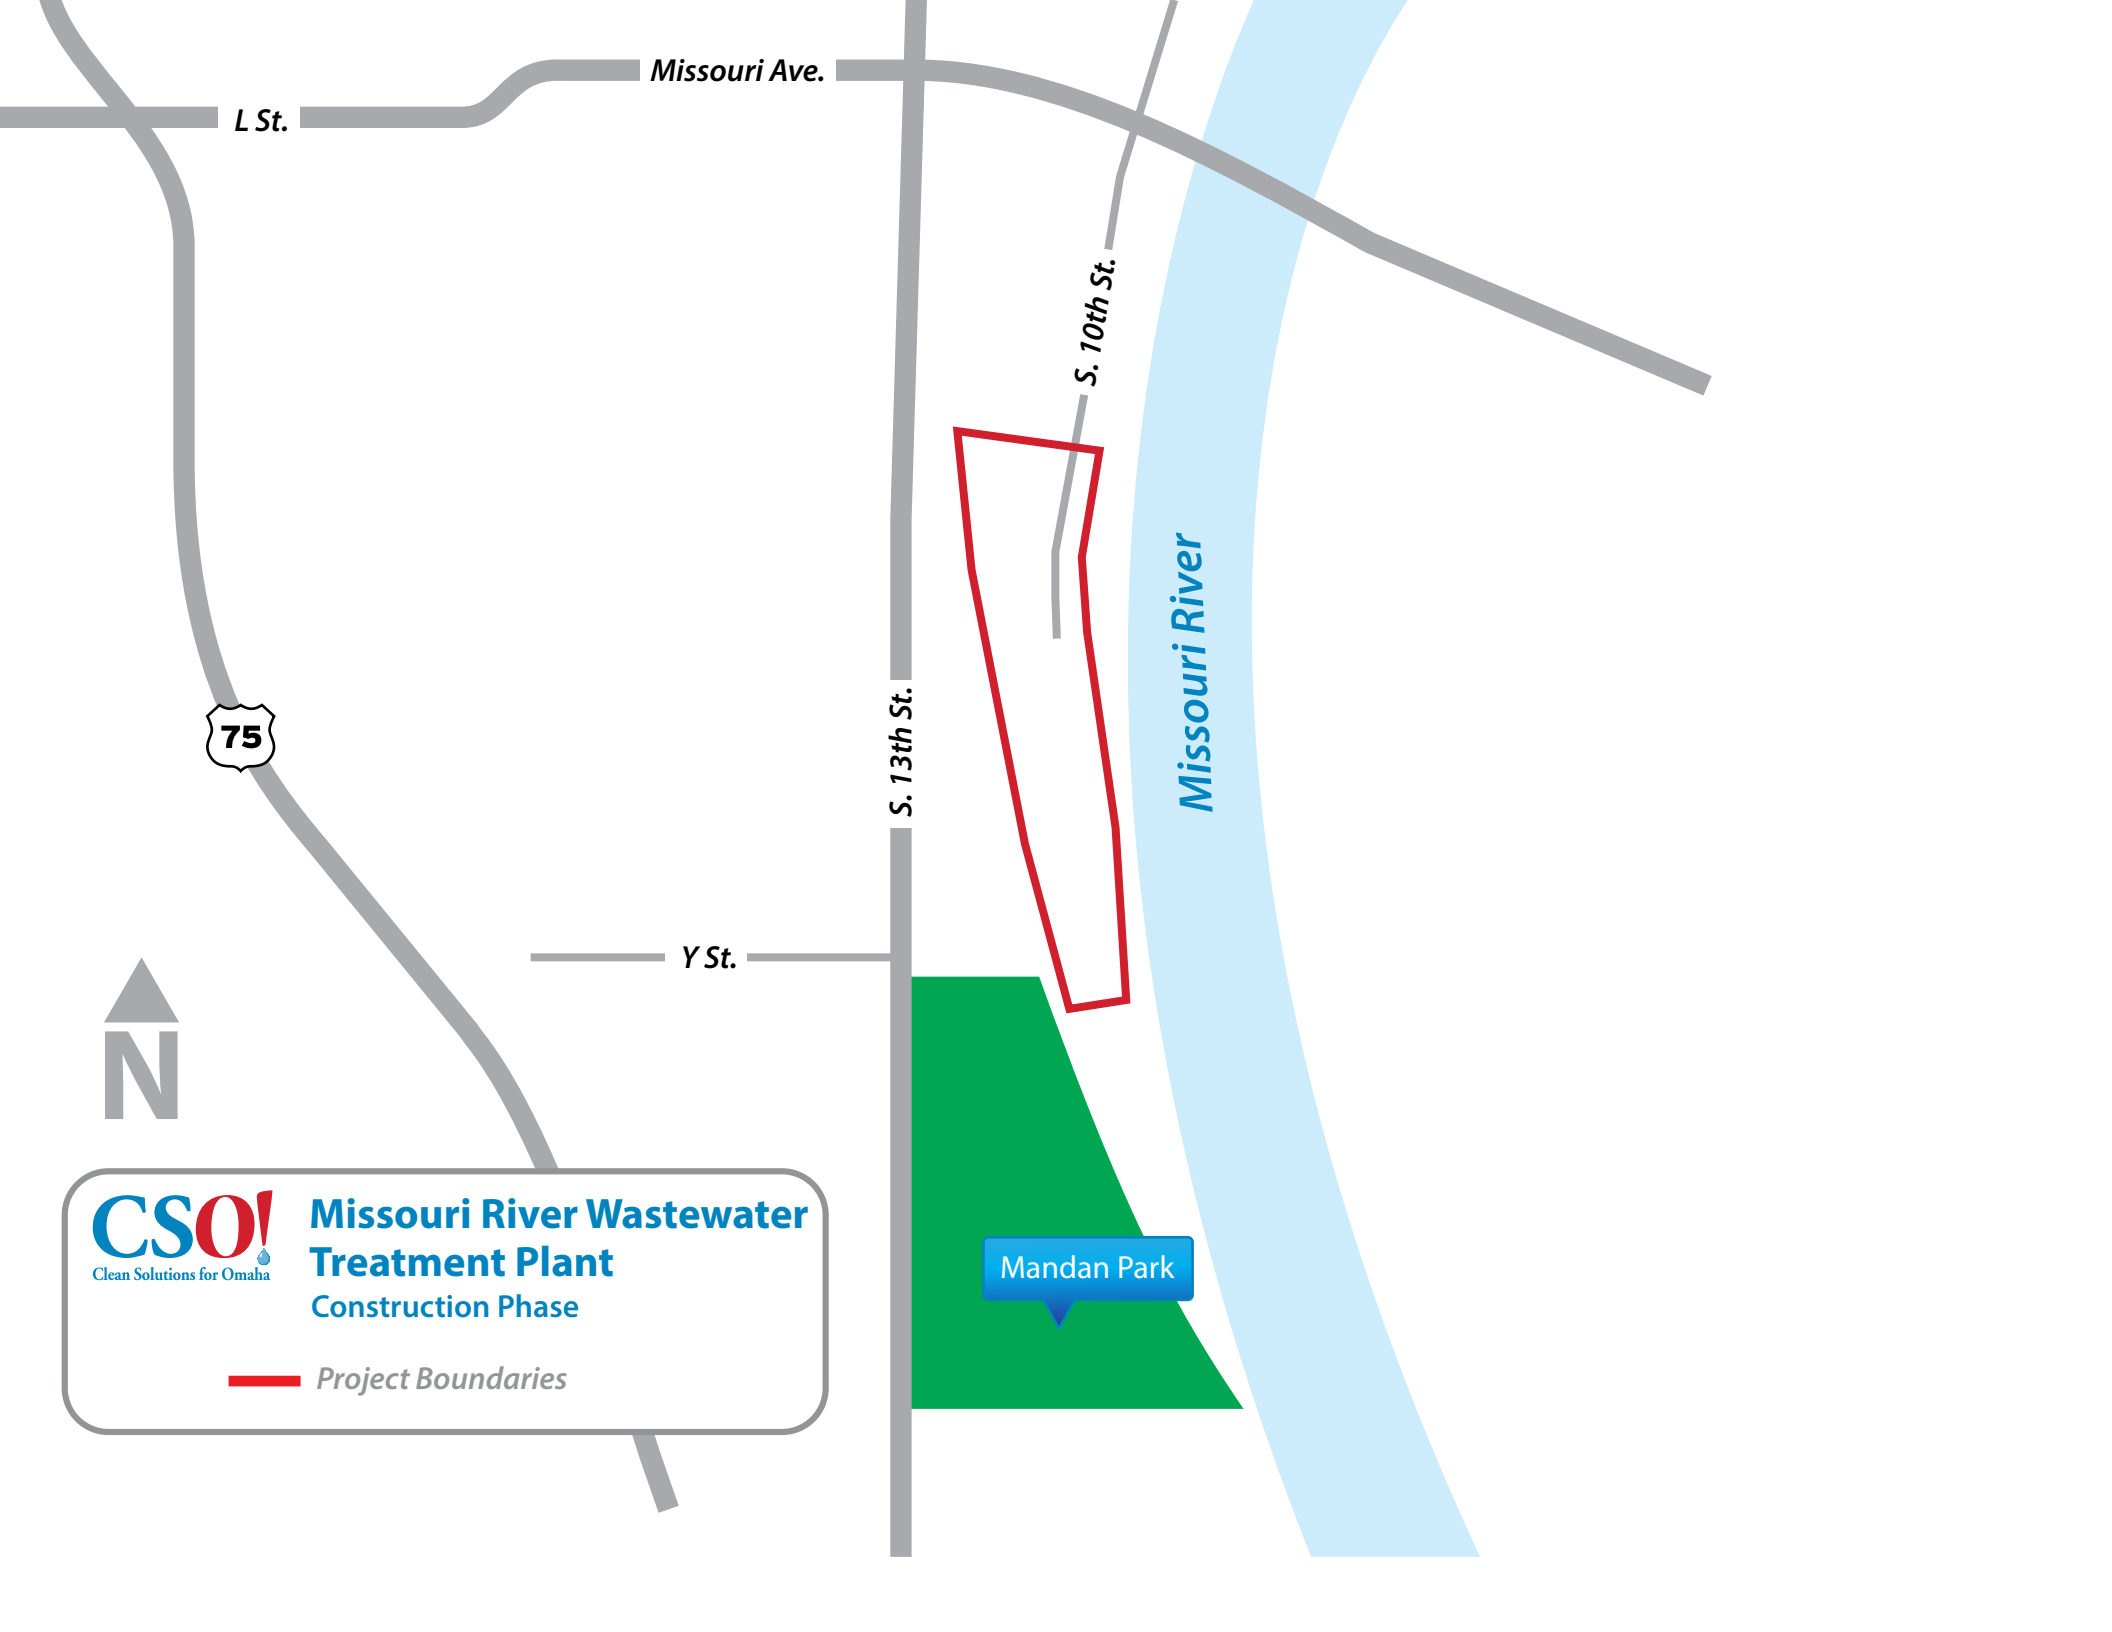 Missouri Ave.
L St.
S. 10th St.
Missouri River
S. 13th St.
75
Y St.
N
CSO!
Clean Solutions for Omaha
Missouri River Wastewater
Treatment Plant
Construction Phase
Project Boundaries
Mandan Park